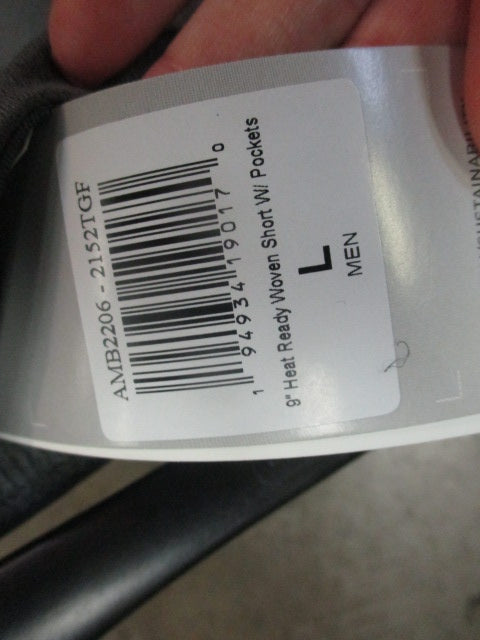 AMB2206 - 2152TGF
1 94934 19017 0
9" Heat Ready Woven Short W/ Pockets
L
MEN